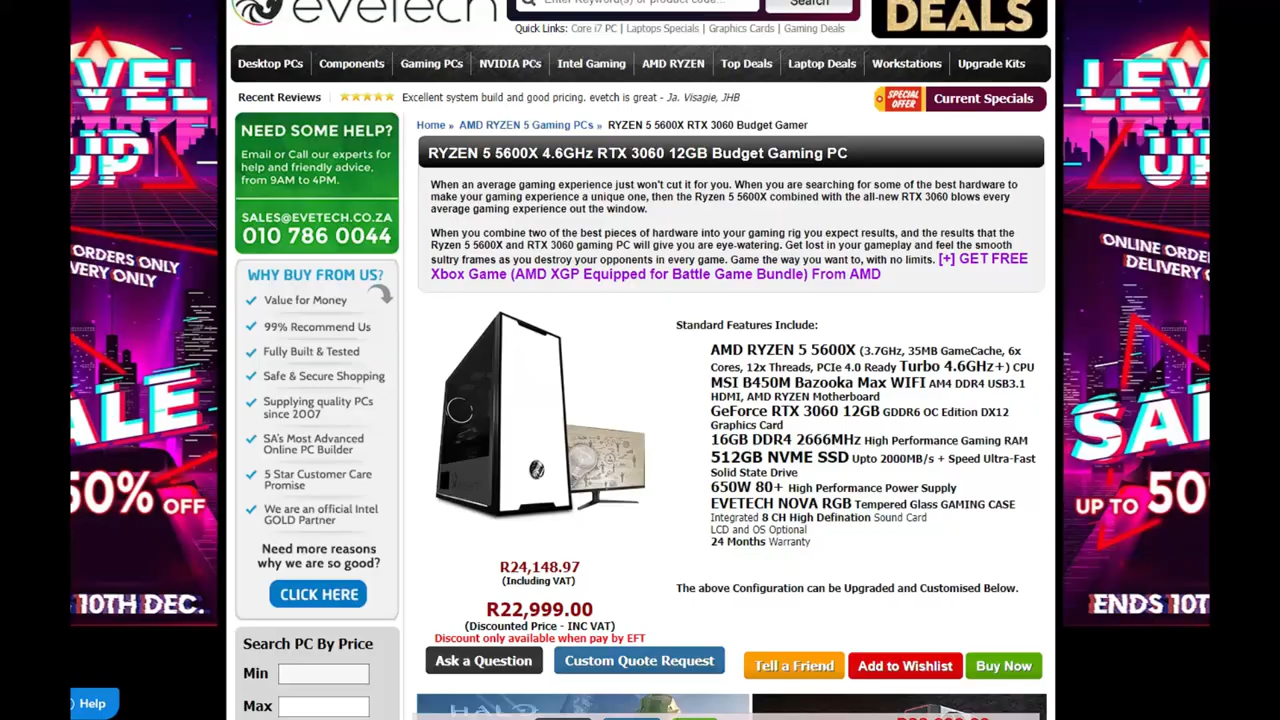 evetech
Enter Keyword(s) or product code...
Search
DEALS
Quick Links: Core i7 PC | Laptops Specials | Graphics Cards | Gaming Deals
Desktop PCs
Components
Gaming PCs
NVIDIA PCs
Intel Gaming
AMD RYZEN
Top Deals
Laptop Deals
Workstations
Upgrade Kits
Recent Reviews
Excellent system build and good pricing. evetch is great - Ja. Visagie, JHB
SPECIAL
OFFER
Current Specials
NEED SOME HELP?
Email or Call our experts for
help and friendly advice,
from 9AM to 4PM.
SALES@EVETECH.CO.ZA
010 786 0044
WHY BUY FROM US?
Value for Money
99% Recommend Us
Fully Built & Tested
Safe & Secure Shopping
Supplying quality PCs
since 2007
SA's Most Advanced
Online PC Builder
5 Star Customer Care
Promise
We are an official Intel
GOLD Partner
Need more reasons
why we are so good?
CLICK HERE
Search PC By Price
Min
Max
Help
Home » AMD RYZEN 5 Gaming PCs » RYZEN 5 5600X RTX 3060 Budget Gamer
RYZEN 5 5600X 4.6GHz RTX 3060 12GB Budget Gaming PC
When an average gaming experience just won't cut it for you. When you are searching for some of the best hardware to
make your gaming experience a unique one, then the Ryzen 5 5600X combined with the all-new RTX 3060 blows every
average gaming experience out the window.
When you combine two of the best pieces of hardware into your gaming rig you expect results, and the results that the
Ryzen 5 5600X and RTX 3060 gaming PC will give you are eye-watering. Get lost in your gameplay and feel the smooth
sultry frames as you destroy your opponents in every game. Game the way you want to, with no limits. [+] GET FREE
Xbox Game (AMD XGP Equipped for Battle Game Bundle) From AMD
Standard Features Include:
AMD RYZEN 5 5600X (3.7GHz, 35MB GameCache, 6x
Cores, 12x Threads, PCIe 4.0 Ready Turbo 4.6GHz+) CPU
MSI B450M Bazooka Max WIFI AM4 DDR4 USB3.1
HDMI, AMD RYZEN Motherboard
GeForce RTX 3060 12GB GDDR6 OC Edition DX12
Graphics Card
16GB DDR4 2666MHz High Performance Gaming RAM
512GB NVME SSD Upto 2000MB/s + Speed Ultra-Fast
Solid State Drive
650W 80+ High Performance Power Supply
EVETECH NOVA RGB Tempered Glass GAMING CASE
Integrated 8 CH High Defination Sound Card
LCD and OS Optional
24 Months Warranty
The above Configuration can be Upgraded and Customised Below.
R24,148.97
(Including VAT)
R22,999.00
(Discounted Price - INC VAT)
Discount only available when pay by EFT
Ask a Question
Custom Quote Request
Tell a Friend
Add to Wishlist
Buy Now
HALO
VEL
UP
ORDERS ONLY
VERY ONLY
ALE
50% OFF
10TH DEC.
LEV
UP
ONLINE ORDER
DELIVERY
SA
UP TO 50
ENDS 10T